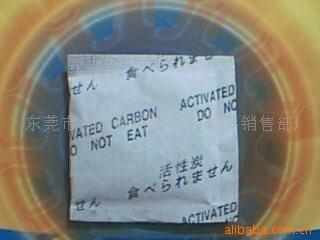 せん 食べられませ
ACTIVATED
VATED CARBON
DO NO
O NOT EAT
活性炭
食べられません
せん
ACTIVATED
东莞市
销售部
alibaba.com.cn